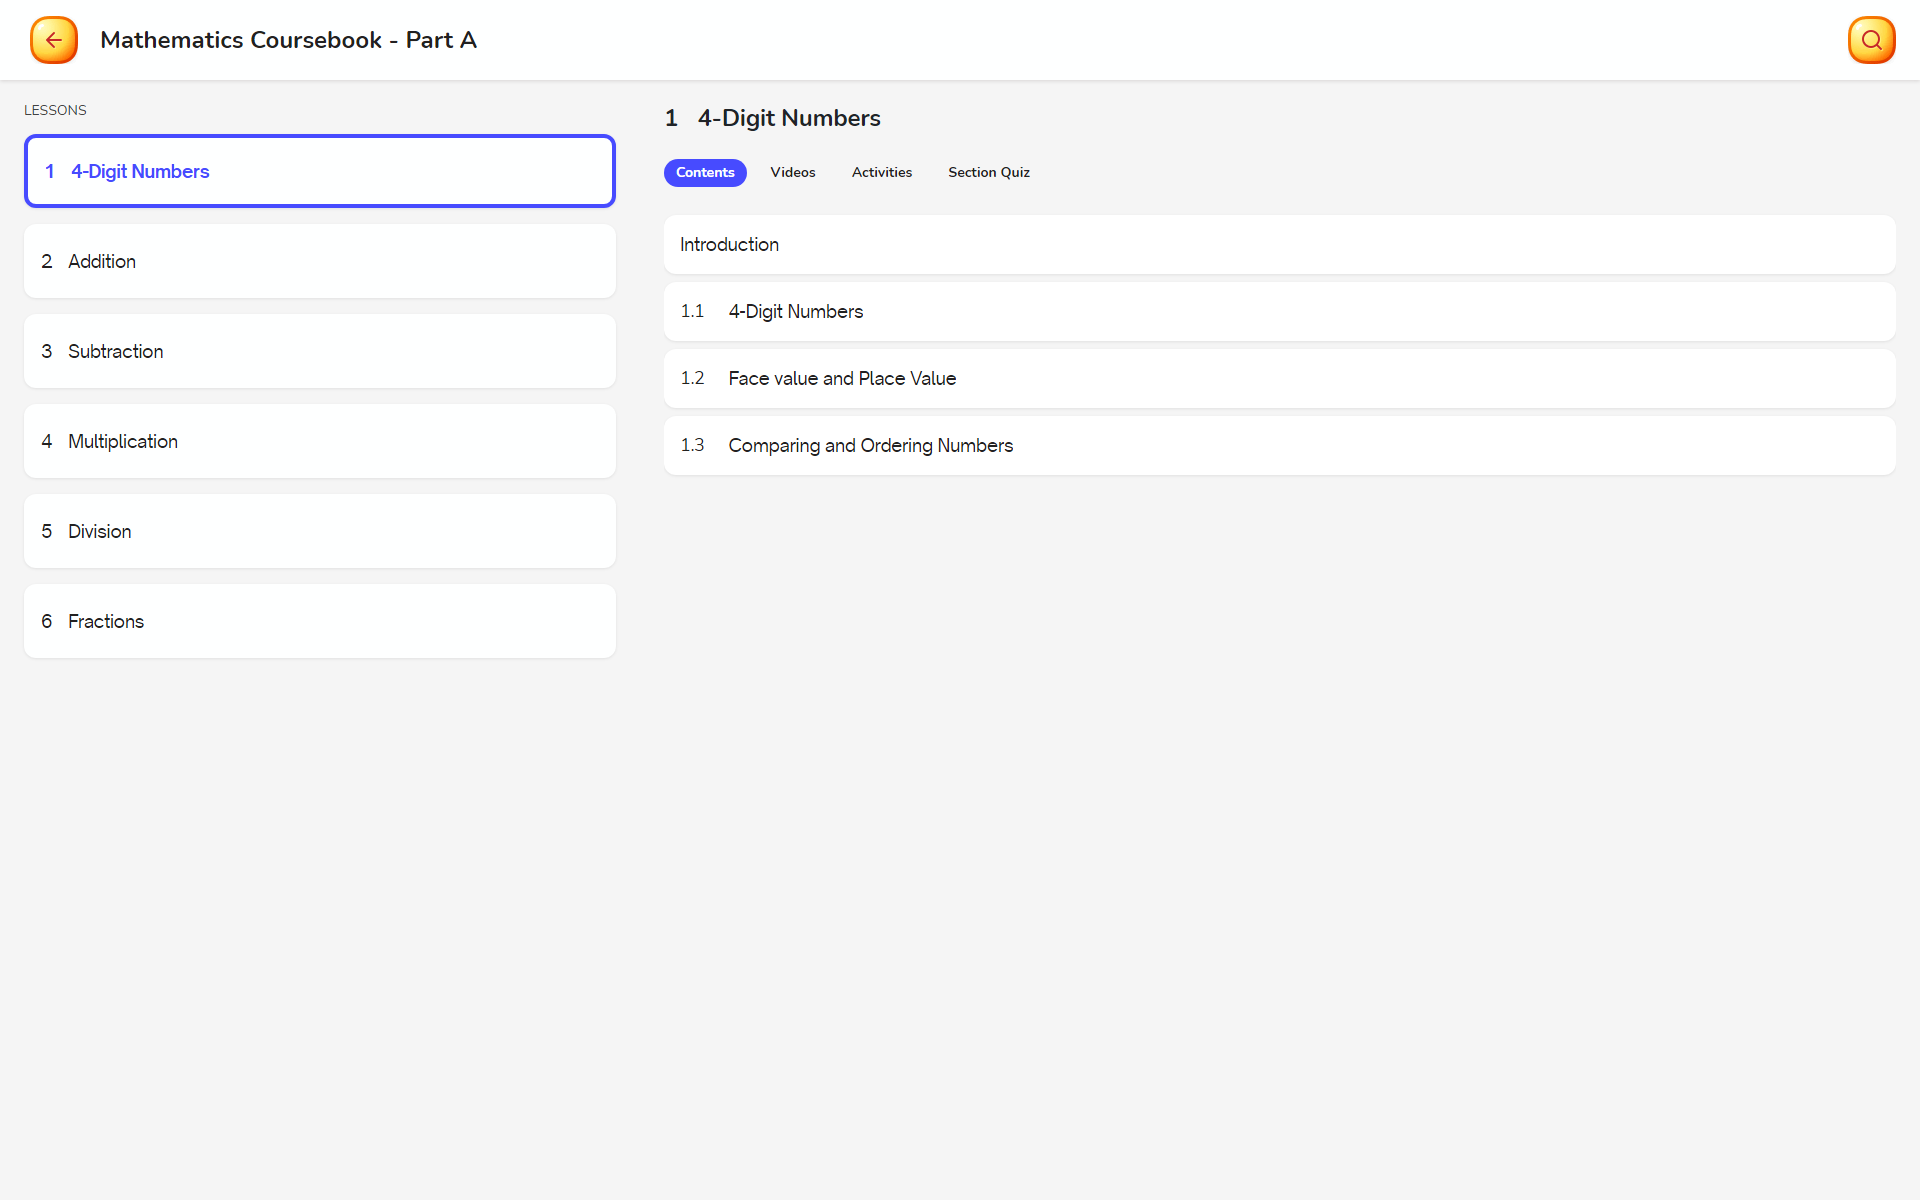 Mathematics Coursebook - Part A
LESSONS
1 4-Digit Numbers
2 Addition
3 Subtraction
4 Multiplication
5 Division
6 Fractions
1 4-Digit Numbers
Contents Videos Activities Section Quiz
Introduction
1.1 4-Digit Numbers
1.2 Face value and Place Value
1.3 Comparing and Ordering Numbers